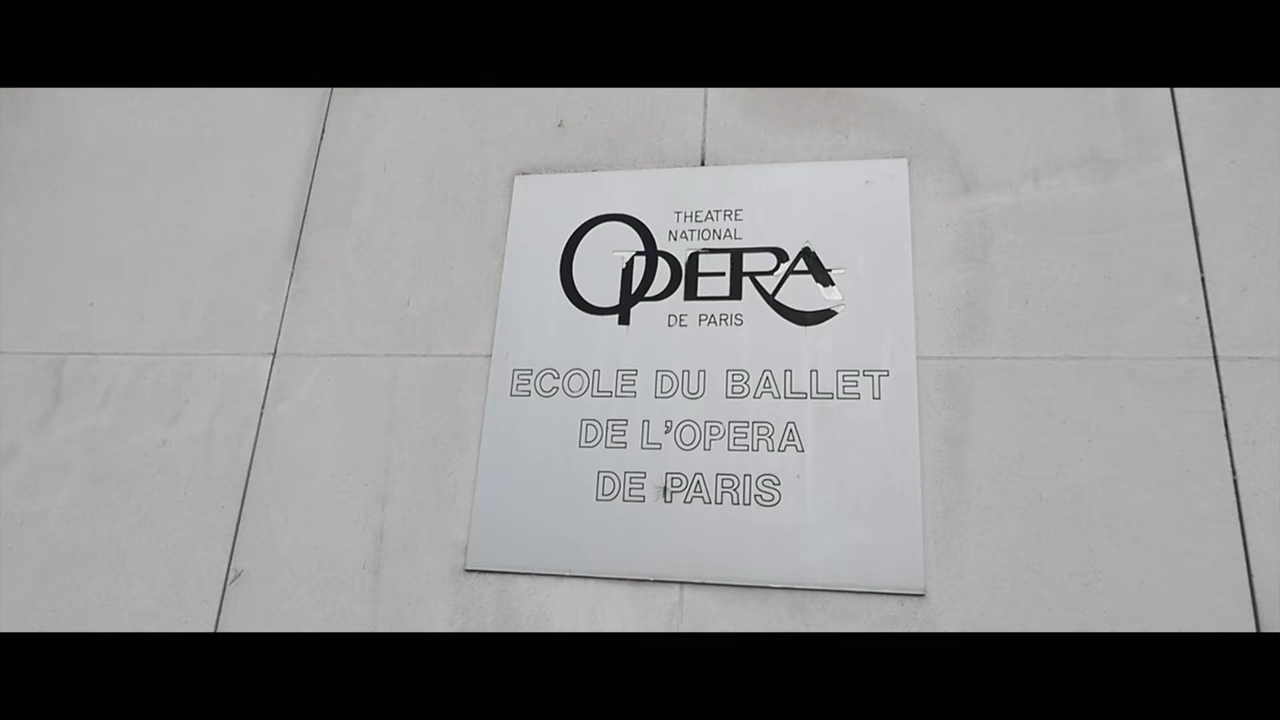 THEATRE
NATIONAL
OPERA
DE PARIS
ECOLE DU BALLET
DE L'OPERA
DE PARIS